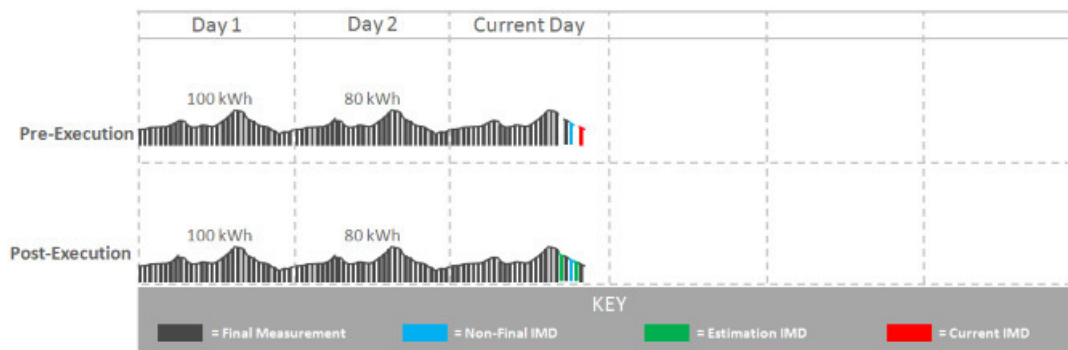 Day 1 Day 2 Current Day
100 kWh 80 kWh
Pre-Execution
100 kWh 80 kWh
Post-Execution
KEY
= Final Measurement = Non-Final IMD = Estimation IMD = Current IMD